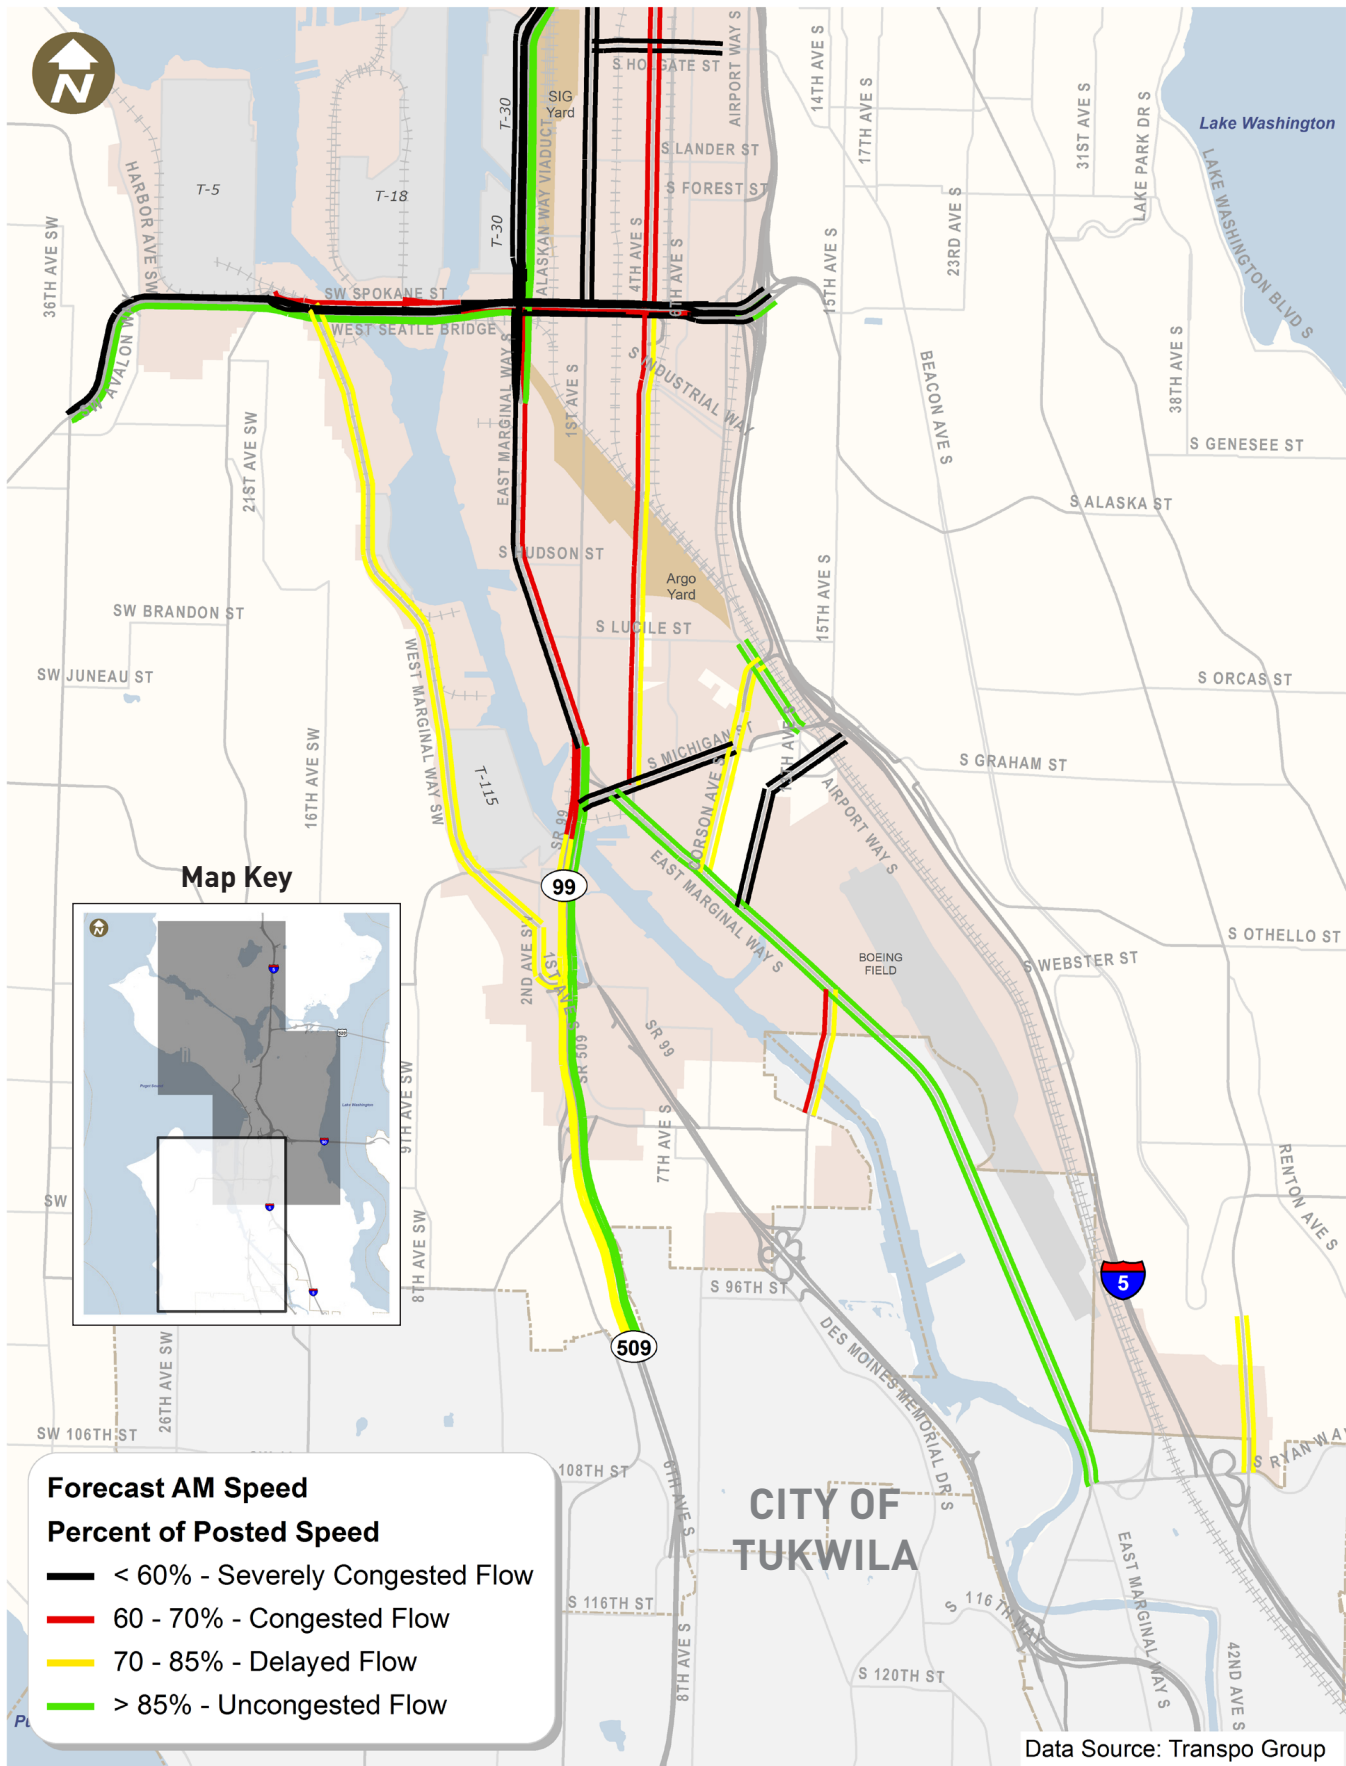 N
T-5
T-18
T-30
T-30
SIG
Yard
S HOLGATE ST
AIRPORT WAY S
14TH AVE S
17TH AVE S
31ST AVE S
LAKE PARK DR S
Lake Washington
LAKE WASHINGTON BLVD S
S LANDER ST
S FOREST ST
ALASKAN WAY VIADUCT
4TH AVE S
6TH AVE S
15TH AVE S
23RD AVE S
38TH AVE S
HARBOR AVE SW
36TH AVE SW
SW SPOKANE ST
WEST SEATLE BRIDGE
SW AVALON W
S INDUSTRIAL WAY
1ST AVE S
EAST MARGINAL WAY S
BEACON AVE S
S GENESEE ST
S ALASKA ST
21ST AVE SW
S HUDSON ST
Argo
Yard
S LUCILE ST
15TH AVE S
SW BRANDON ST
SW JUNEAU ST
WEST MARGINAL WAY SW
S ORCAS ST
16TH AVE SW
T-115
S MICHIGAN ST
S GRAHAM ST
CORSON AVE S
AIRPORT WAY S
SR 99
EAST MARGINAL WAY S
99
Map Key
2ND AVE SW
1ST AVE S
SR 509
SR 99
BOEING
FIELD
S OTHELLO ST
S WEBSTER ST
9TH AVE SW
7TH AVE S
RENTON AVE S
8TH AVE SW
SW
Lake Washington
5
S 96TH ST
509
DES MOINES MEMORIAL DR S
26TH AVE SW
SW 106TH ST
108TH ST
6TH AVE S
S RYAN WAY
CITY OF
TUKWILA
EAST MARGINAL WAY S
S 116TH ST
S 116TH WAY
8TH AVE S
S 120TH ST
42ND AVE S
Forecast AM Speed
Percent of Posted Speed
< 60% - Severely Congested Flow
60 - 70% - Congested Flow
70 - 85% - Delayed Flow
> 85% - Uncongested Flow
Data Source: Transpo Group